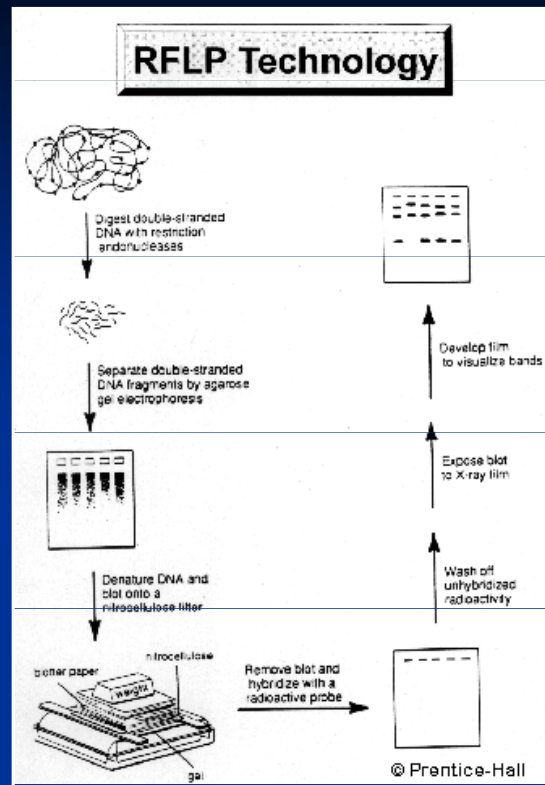 RFLP Technology
Digest double-stranded
DNA with restriction
endonucleases
Separate double-stranded
DNA fragments by agarose
gel electrophoresis
Denature DNA and
blot onto a
nitrocellulose filter
blotter paper
nitrocellulose
weight
gel
Remove blot and
hybridize with a
radioactive probe
Wash off
unhybridized
radioactivity
Expose blot
to X-ray film
Develop film
to visualize bands
© Prentice-Hall